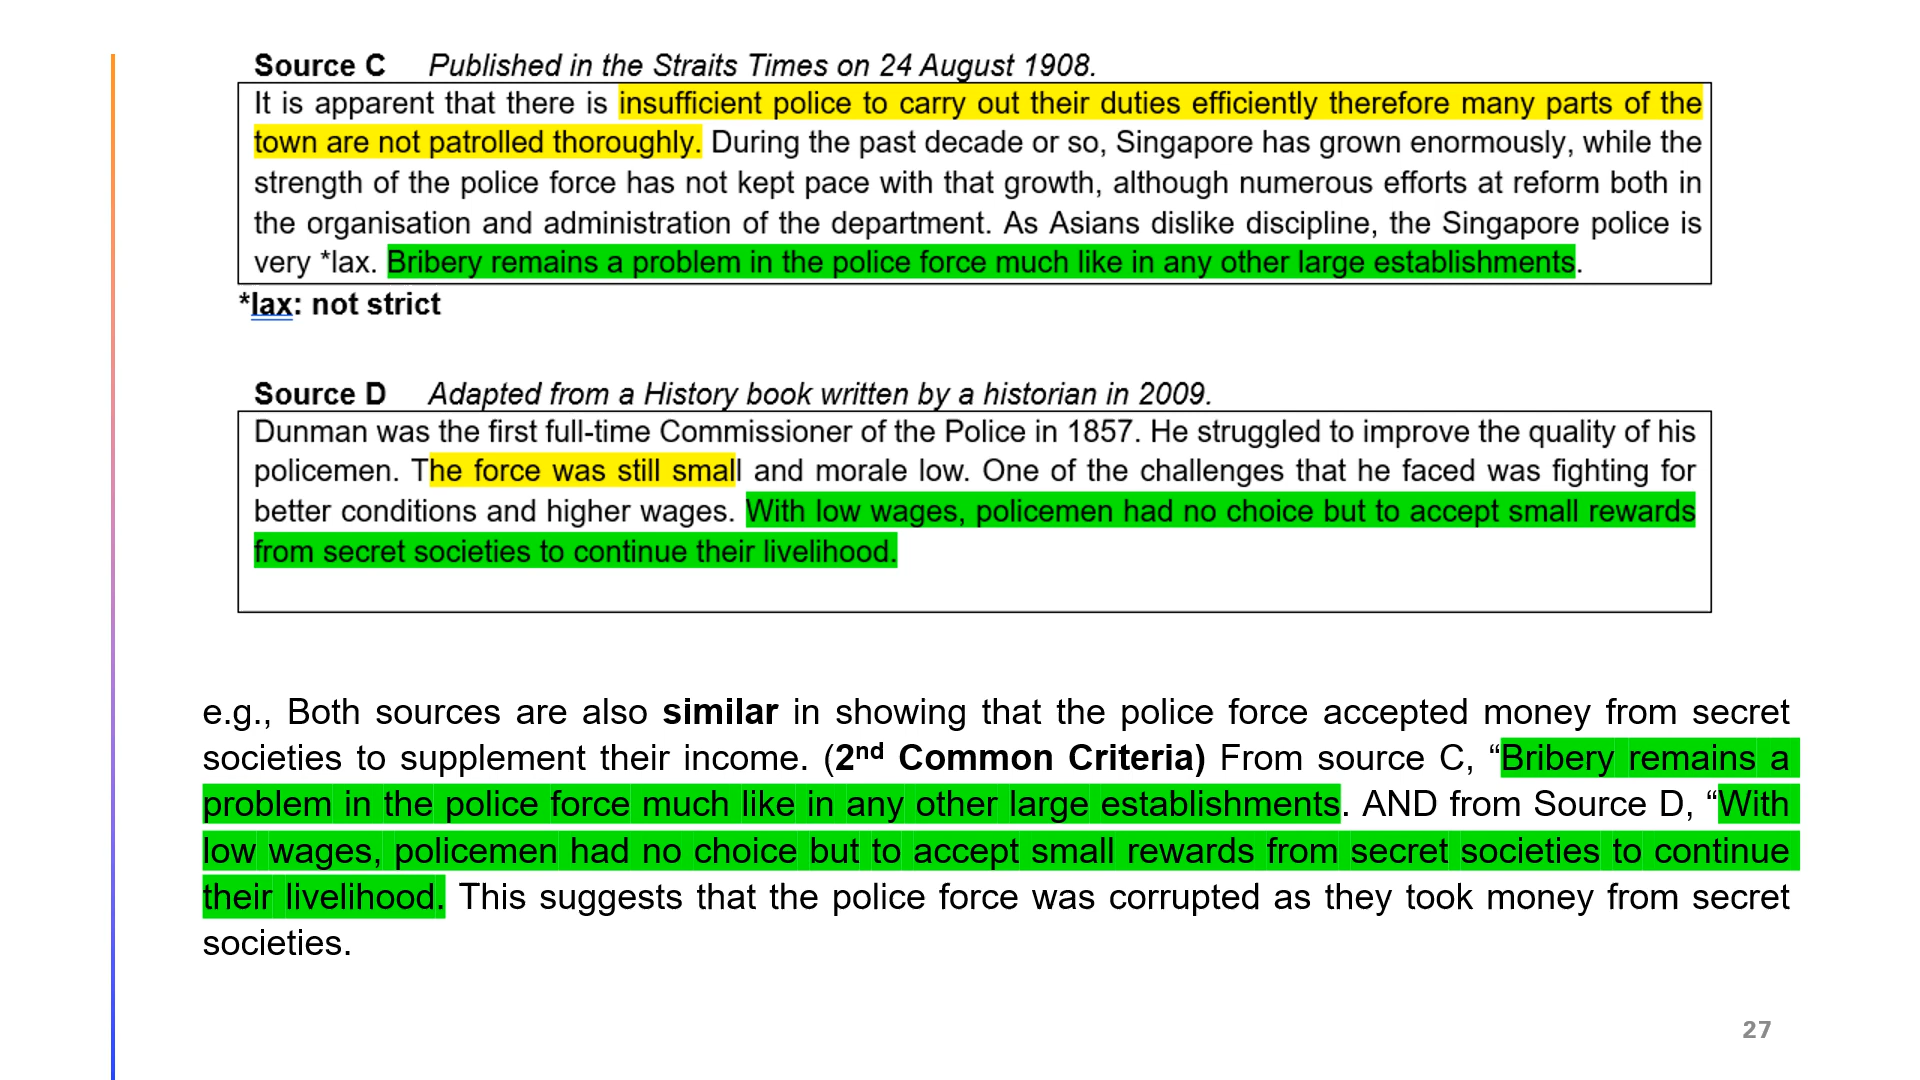 Source C Published in the Straits Times on 24 August 1908.
It is apparent that there is insufficient police to carry out their duties efficiently therefore many parts of the
town are not patrolled thoroughly. During the past decade or so, Singapore has grown enormously, while the
strength of the police force has not kept pace with that growth, although numerous efforts at reform both in
the organisation and administration of the department. As Asians dislike discipline, the Singapore police is
very *lax. Bribery remains a problem in the police force much like in any other large establishments.
*lax: not strict
Source D Adapted from a History book written by a historian in 2009.
Dunman was the first full-time Commissioner of the Police in 1857. He struggled to improve the quality of his
policemen. The force was still small and morale low. One of the challenges that he faced was fighting for
better conditions and higher wages. With low wages, policemen had no choice but to accept small rewards
from secret societies to continue their livelihood.
e.g., Both sources are also similar in showing that the police force accepted money from secret
societies to supplement their income. (2nd Common Criteria) From source C, “Bribery remains a
problem in the police force much like in any other large establishments. AND from Source D, “With
low wages, policemen had no choice but to accept small rewards from secret societies to continue
their livelihood. This suggests that the police force was corrupted as they took money from secret
societies.
27